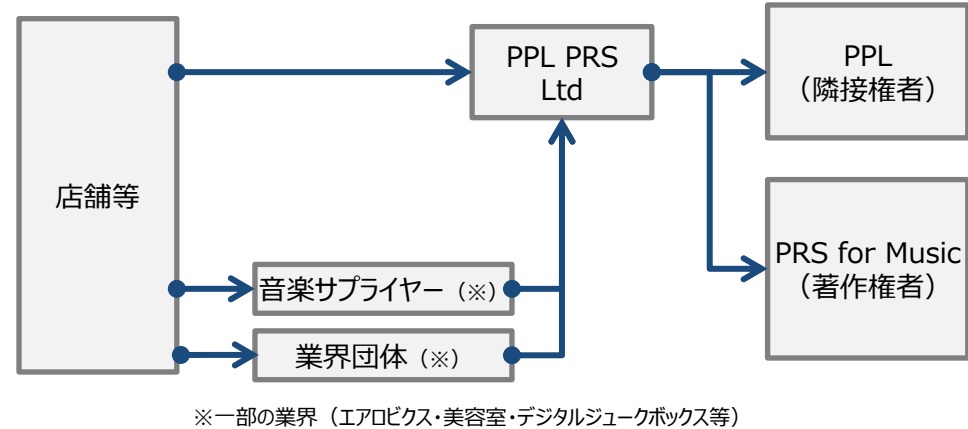 店舗等
PPL PRS
Ltd
PPL
（隣接権者）
PRS for Music
（著作権者）
音楽サプライヤー（※）
業界団体（※）
※一部の業界（エアロビクス・美容室・デジタルジュークボックス等）